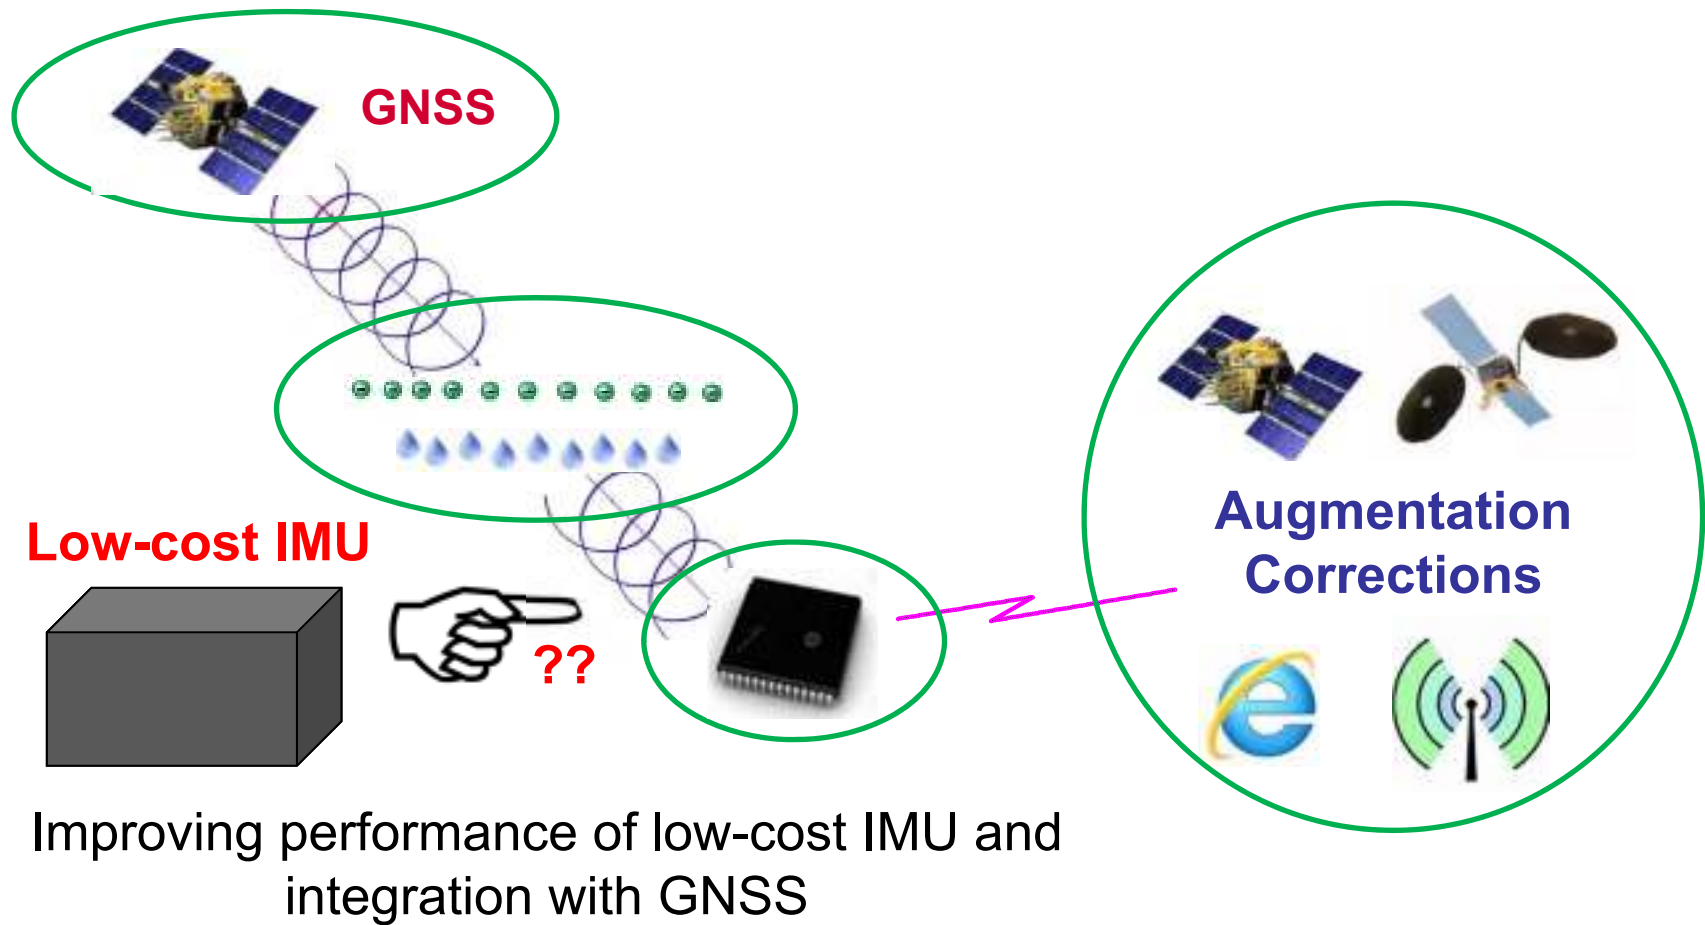 GNSS
Low-cost IMU
??
Augmentation
Corrections
Improving performance of low-cost IMU and
integration with GNSS